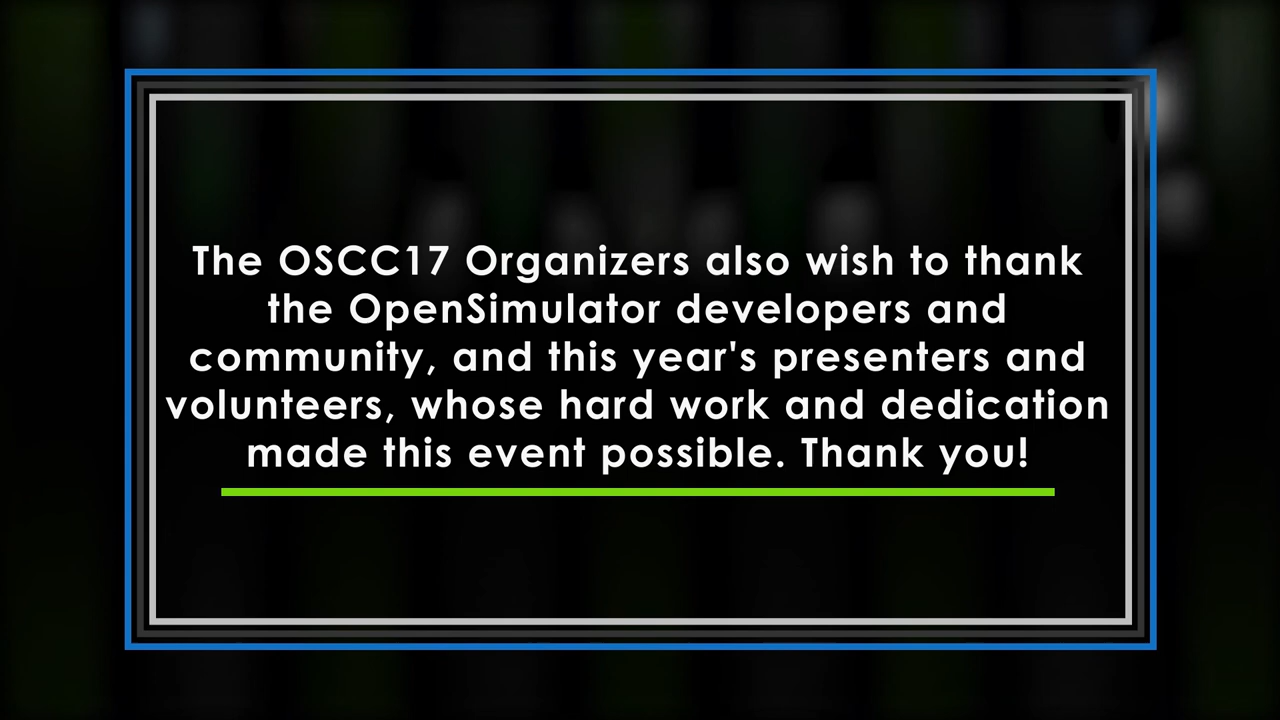 The OSCC17 Organizers also wish to thank
the OpenSimulator developers and
community, and this year's presenters and
volunteers, whose hard work and dedication
made this event possible. Thank you!